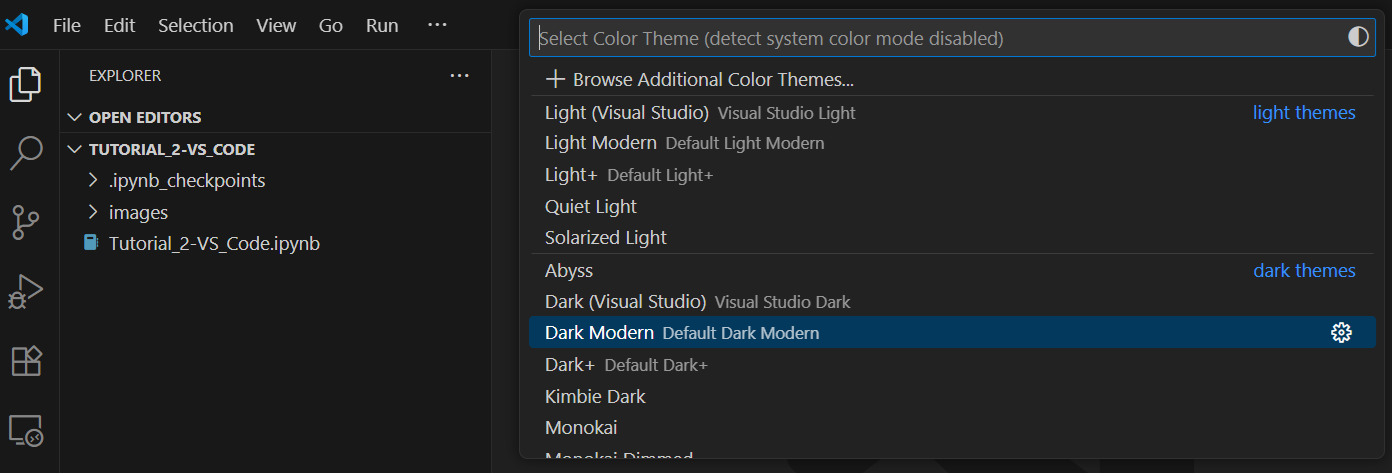 File Edit Selection View Go Run ...
EXPLORER ...
OPEN EDITORS
TUTORIAL_2-VS_CODE
.ipynb_checkpoints
images
Tutorial_2-VS_Code.ipynb
Select Color Theme (detect system color mode disabled)
Browse Additional Color Themes...
Light (Visual Studio) Visual Studio Light light themes
Light Modern Default Light Modern
Light+ Default Light+
Quiet Light
Solarized Light
Abyss dark themes
Dark (Visual Studio) Visual Studio Dark
Dark Modern Default Dark Modern
Dark+ Default Dark+
Kimbie Dark
Monokai
Monokai Dimmed